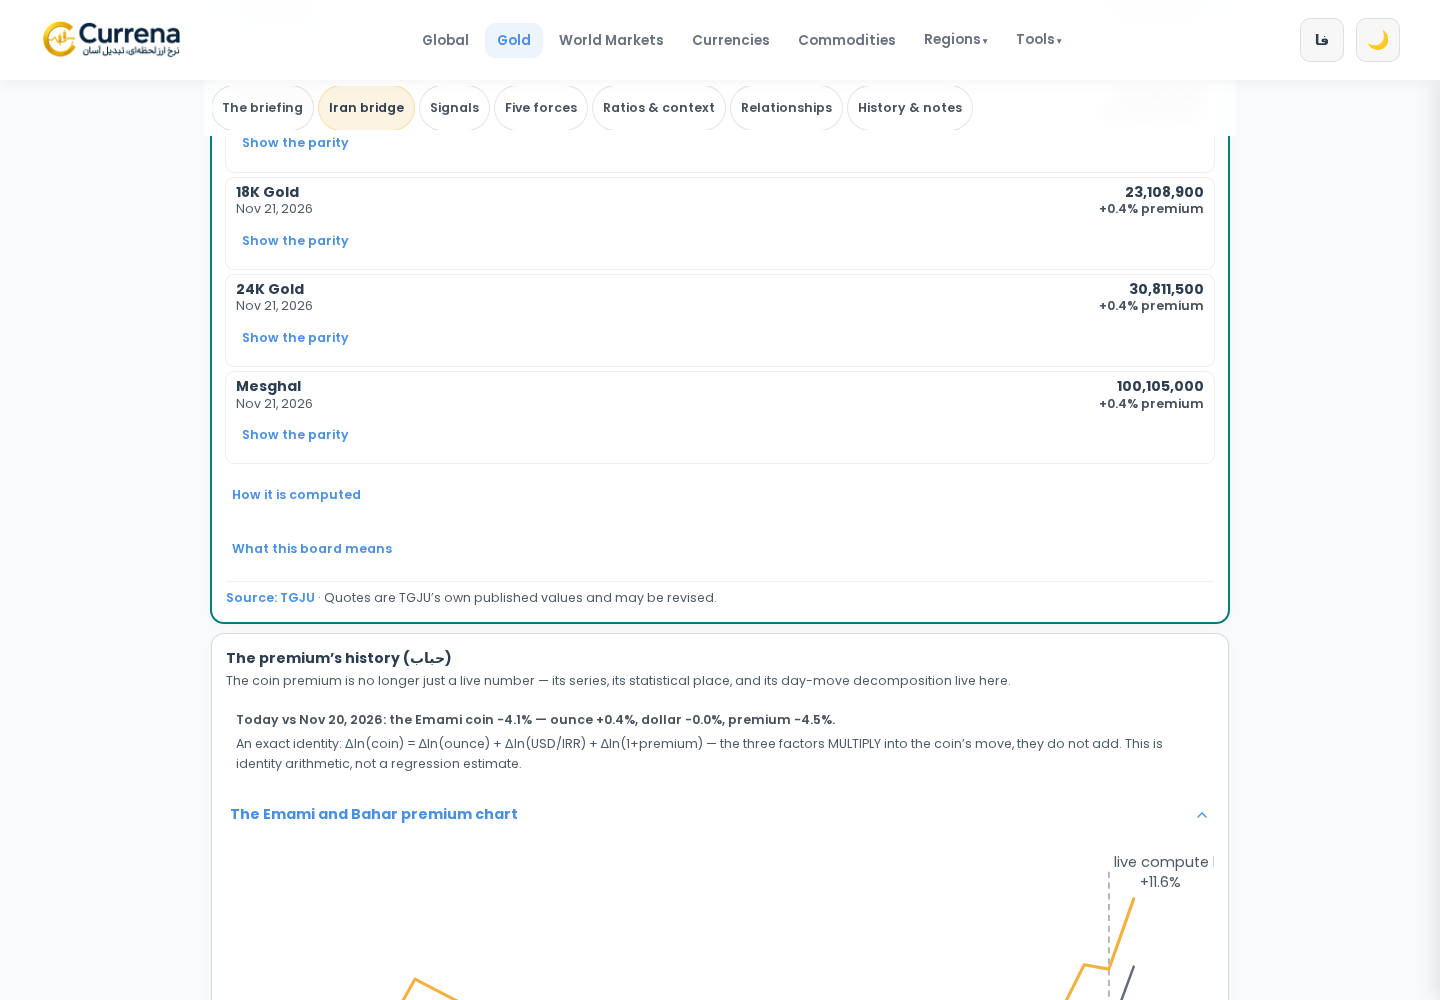 Currena
نرخ ارز لحظه‌ای، تبدیل آسان
Global
Gold
World Markets
Currencies
Commodities
Regions ▾
Tools ▾
فا
The briefing
Iran bridge
Signals
Five forces
Ratios & context
Relationships
History & notes
Show the parity
18K Gold
23,108,900
Nov 21, 2026
+0.4% premium
Show the parity
24K Gold
30,811,500
Nov 21, 2026
+0.4% premium
Show the parity
Mesghal
100,105,000
Nov 21, 2026
+0.4% premium
Show the parity
How it is computed
What this board means
Source: TGJU · Quotes are TGJU’s own published values and may be revised.
The premium’s history (حباب)
The coin premium is no longer just a live number — its series, its statistical place, and its day-move decomposition live here.
Today vs Nov 20, 2026: the Emami coin -4.1% — ounce +0.4%, dollar -0.0%, premium -4.5%.
An exact identity: Δln(coin) = Δln(ounce) + Δln(USD/IRR) + Δln(1+premium) — the three factors MULTIPLY into the coin’s move, they do not add. This is
identity arithmetic, not a regression estimate.
The Emami and Bahar premium chart
live compute
+11.6%